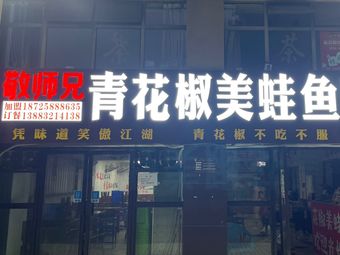 敬师兄
加盟18725888635
订餐13883214138
青花椒美蛙鱼
凭味道笑傲江湖 青花椒不吃不服
茶